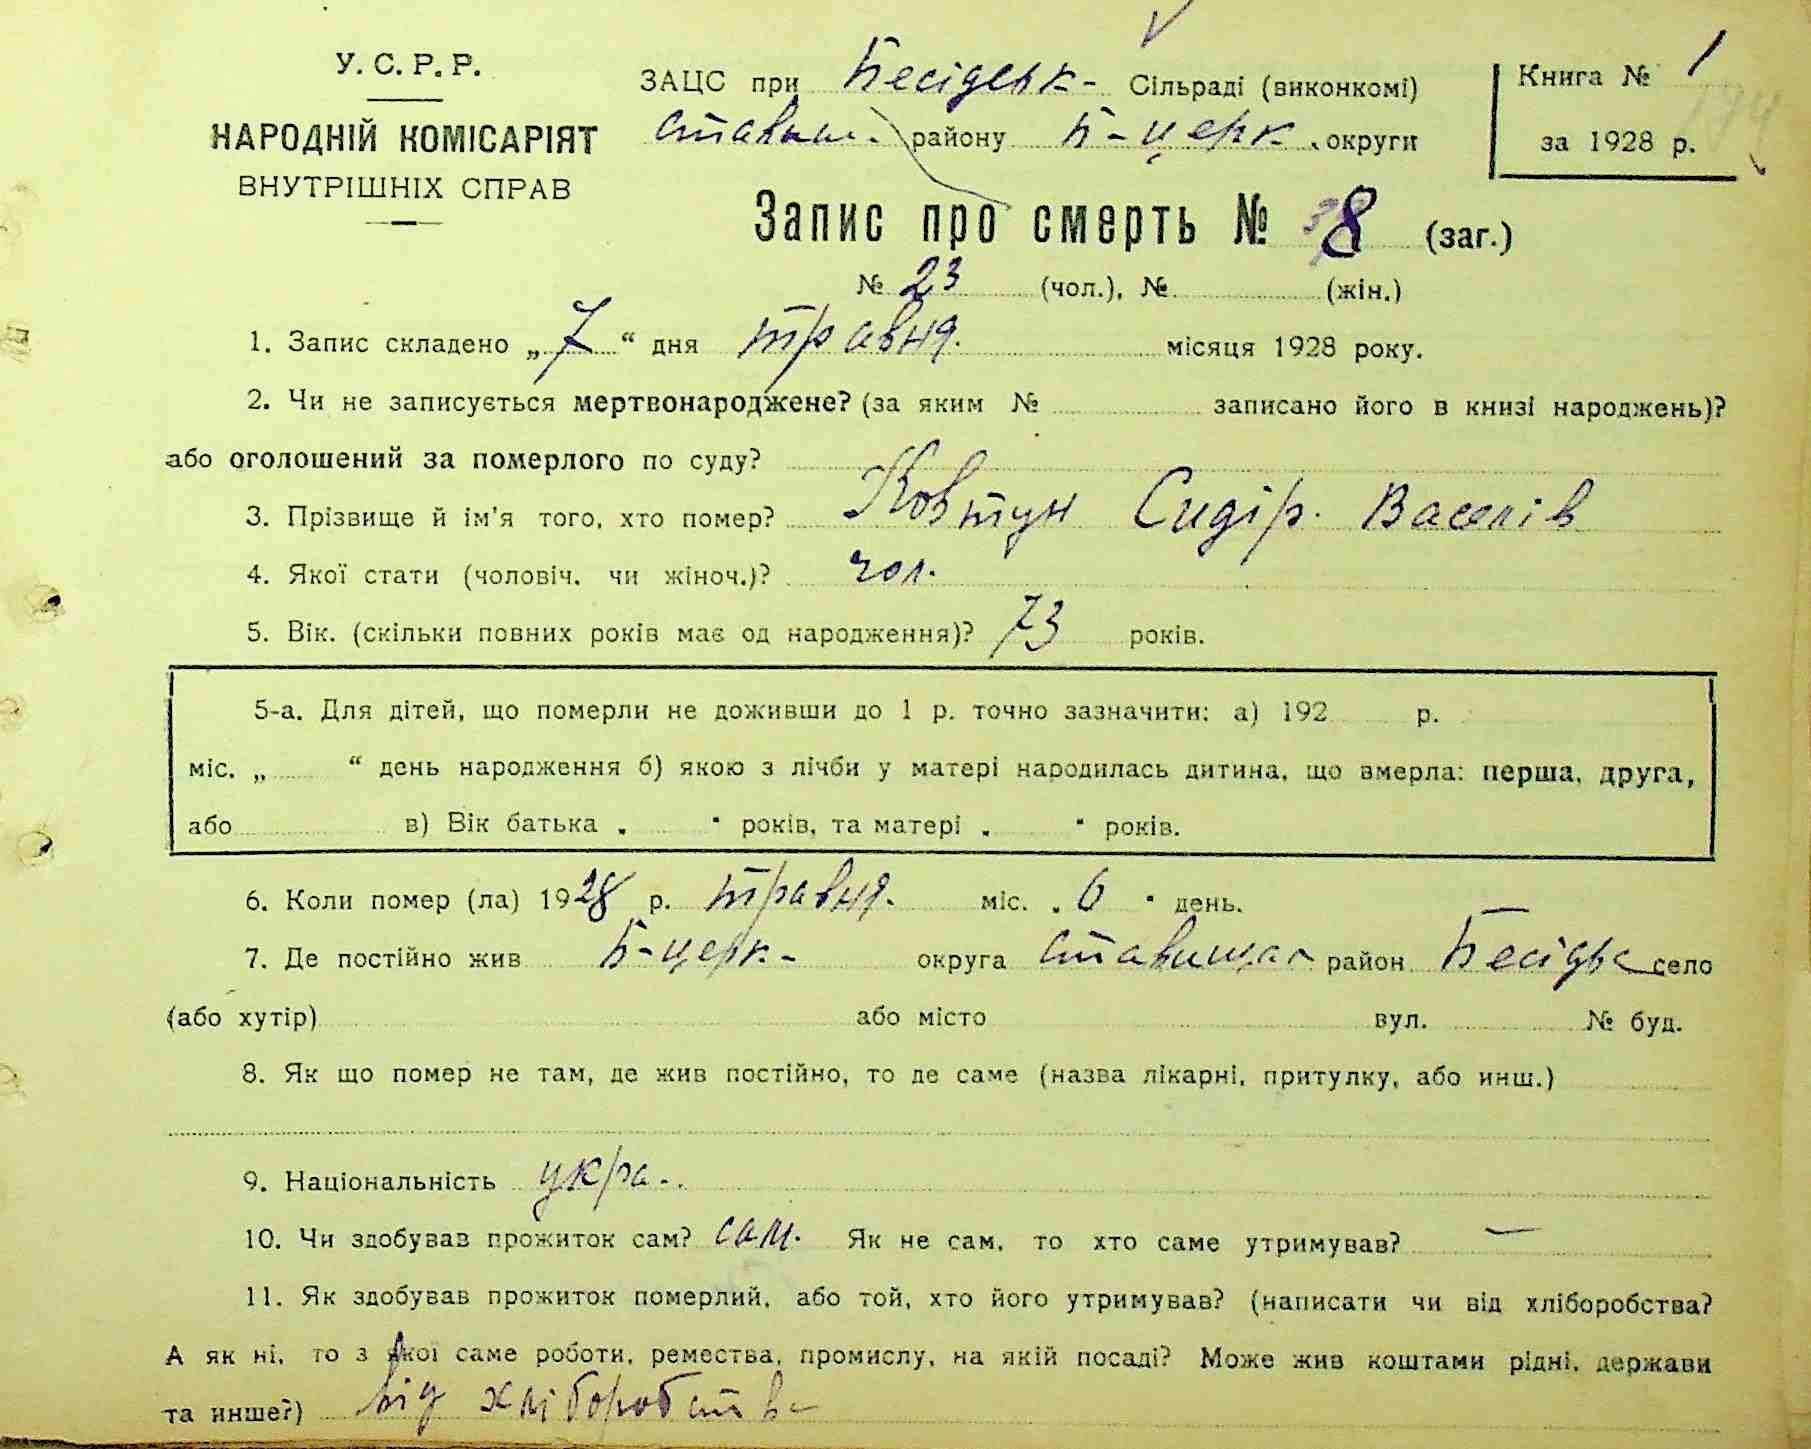 У. С. Р. Р.
НАРОДНІЙ КОМІСАРІЯТ
ВНУТРІШНІХ СПРАВ
ЗАЦС при Бесідськ- Сільраді (виконкомі)
Ставищ. району Б-церк. округи
Книга № 1
за 1928 р.
Запис про смерть № 38 (заг.)
№ 23 (чол.), № (жін.)
1. Запис складено „ 7 “ дня травня. місяця 1928 року.
2. Чи не записується мертвонароджене? (за яким № записано його в книзі народжень)?
або оголошений за померлого по суду?
3. Прізвище й ім'я того, хто помер? Ковтун Сидір. Василів
4. Якої стати (чоловіч. чи жіноч.)? чол.
5. Вік. (скільки повних років має од народження)? 73 років.
5-а. Для дітей, що померли не доживши до 1 р. точно зазначити: а) 192 р.
міс. „ “ день народження б) якою з лічби у матері народилась дитина, що вмерла: перша, друга,
або в) Вік батька „ “ років, та матері „ “ років.
6. Коли помер (ла) 1928 р. травня. міс. „ 6 “ день.
7. Де постійно жив Б-церк- округа Ставищан район Бесідка село
(або хутір) або місто вул. № буд.
8. Як що помер не там, де жив постійно, то де саме (назва лікарні, притулку, або инш.)
9. Національність укра..
10. Чи здобував прожиток сам? сам. Як не сам, то хто саме утримував? —
11. Як здобував прожиток померлий, або той, хто його утримував? (написати чи від хліборобства?
А як ні, то з якої саме роботи, ремества, промислу, на якій посаді? Може жив коштами рідні, держави
та инше?) від хліборобства